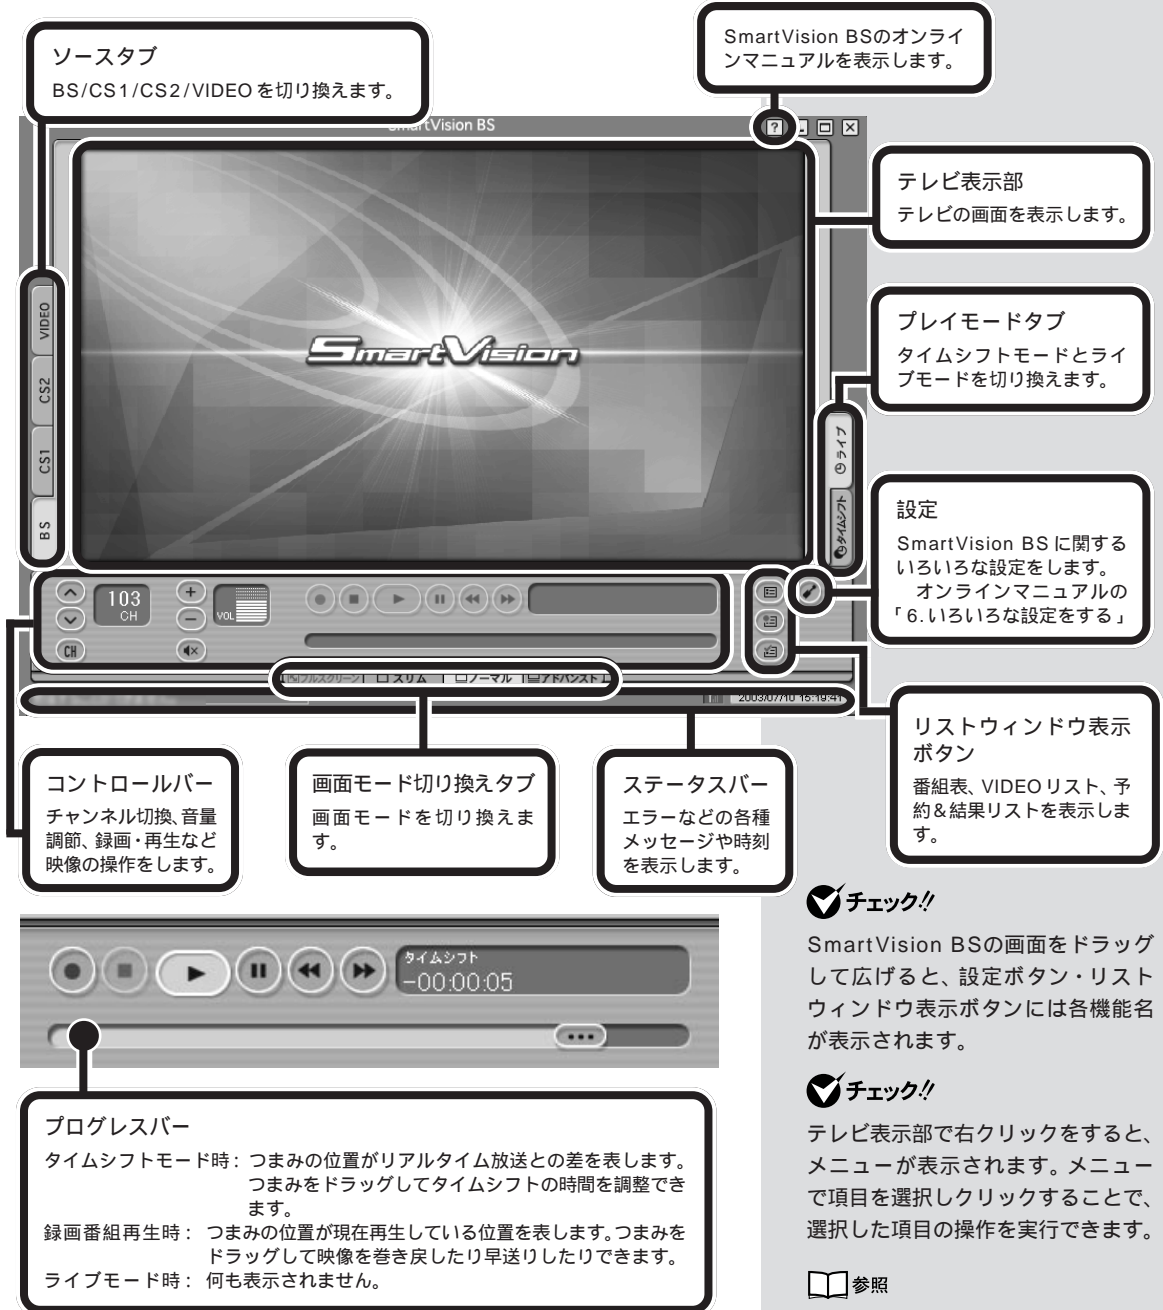 ソースタブ
BS/CS1/CS2/VIDEO を切り換えます。
SmartVision BSのオンライ
ンマニュアルを表示します。
SmartVision BS
テレビ表示部
テレビの画面を表示します。
プレイモードタブ
タイムシフトモードとライ
ブモードを切り換えます。
設定
SmartVision BS に関する
いろいろな設定をします。
オンラインマニュアルの
「6.いろいろな設定をする」
SmartVision
VIDEO
CS2
CS1
BS
ライブ
タイムシフト
103
CH
VOL
CH
フルスクリーン
スリム
ノーマル
アドバンスト
2003/07/10 15:19:41
リストウィンドウ表示
ボタン
番組表、VIDEO リスト、予
約&結果リストを表示しま
す。
コントロールバー
チャンネル切換、音量
調節、録画・再生など
映像の操作をします。
画面モード切り換えタブ
画面モードを切り換えま
す。
ステータスバー
エラーなどの各種
メッセージや時刻
を表示します。
タイムシフト
-00:00:05
プログレスバー
タイムシフトモード時: つまみの位置がリアルタイム放送との差を表します。
つまみをドラッグしてタイムシフトの時間を調整でき
ます。
録画番組再生時: つまみの位置が現在再生している位置を表します。つまみを
ドラッグして映像を巻き戻したり早送りしたりできます。
ライブモード時: 何も表示されません。
チェック!!
SmartVision BSの画面をドラッグ
して広げると、設定ボタン・リスト
ウィンドウ表示ボタンには各機能名
が表示されます。
チェック!!
テレビ表示部で右クリックをすると、
メニューが表示されます。メニュー
で項目を選択しクリックすることで、
選択した項目の操作を実行できます。
参照